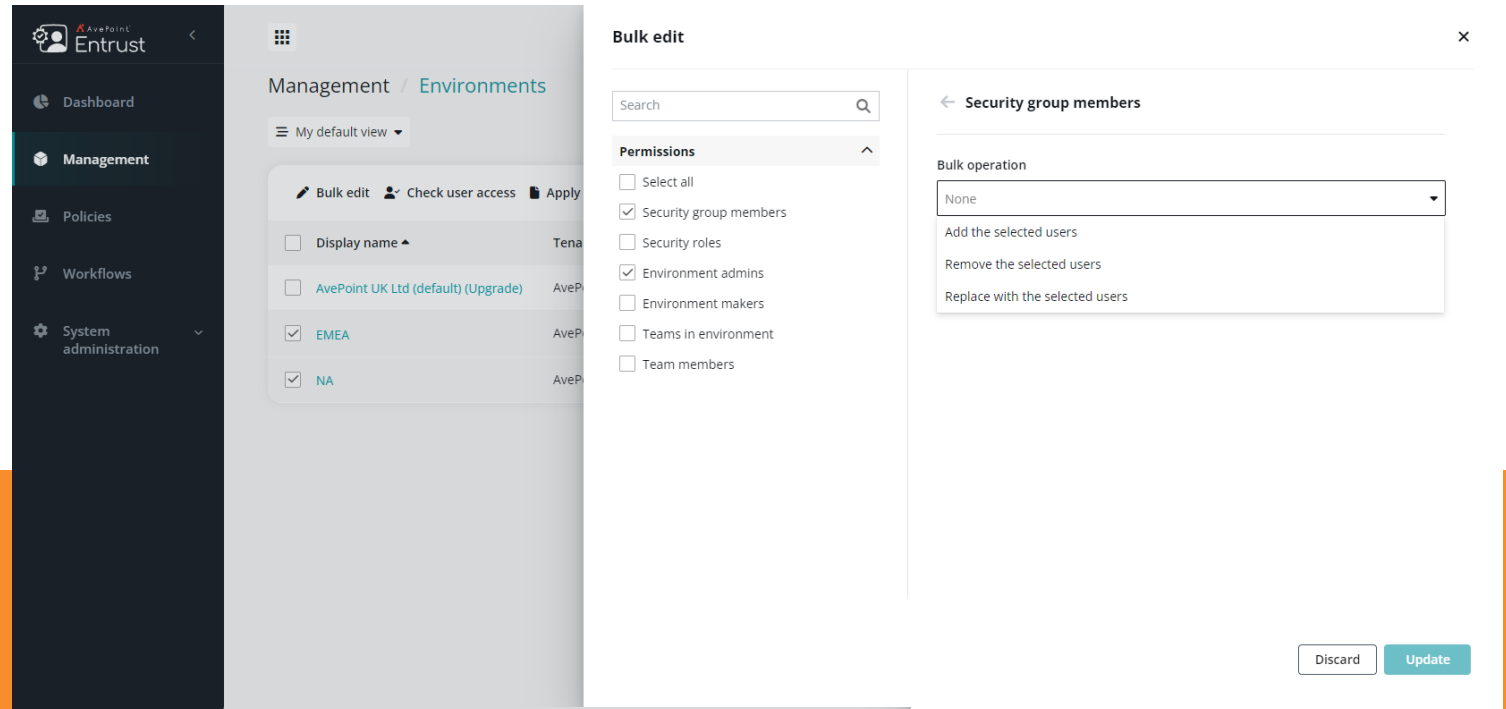 AvePoint
Entrust
Dashboard
Management
Policies
Workflows
System
administration
Management / Environments
My default view
Bulk edit Check user access Apply
Display name Tena
AvePoint UK Ltd (default) (Upgrade) AveP
EMEA AveP
NA AveP
Bulk edit
Search
Permissions
Select all
Security group members
Security roles
Environment admins
Environment makers
Teams in environment
Team members
Security group members
Bulk operation
None
Add the selected users
Remove the selected users
Replace with the selected users
Discard Update